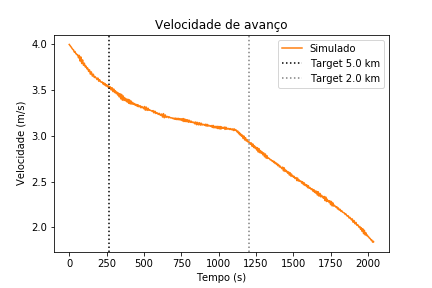 Velocidade de avanço
4.0
3.5
3.0
2.5
2.0
Velocidade (m/s)
Simulado
Target 5.0 km
Target 2.0 km
0 250 500 750 1000 1250 1500 1750 2000
Tempo (s)